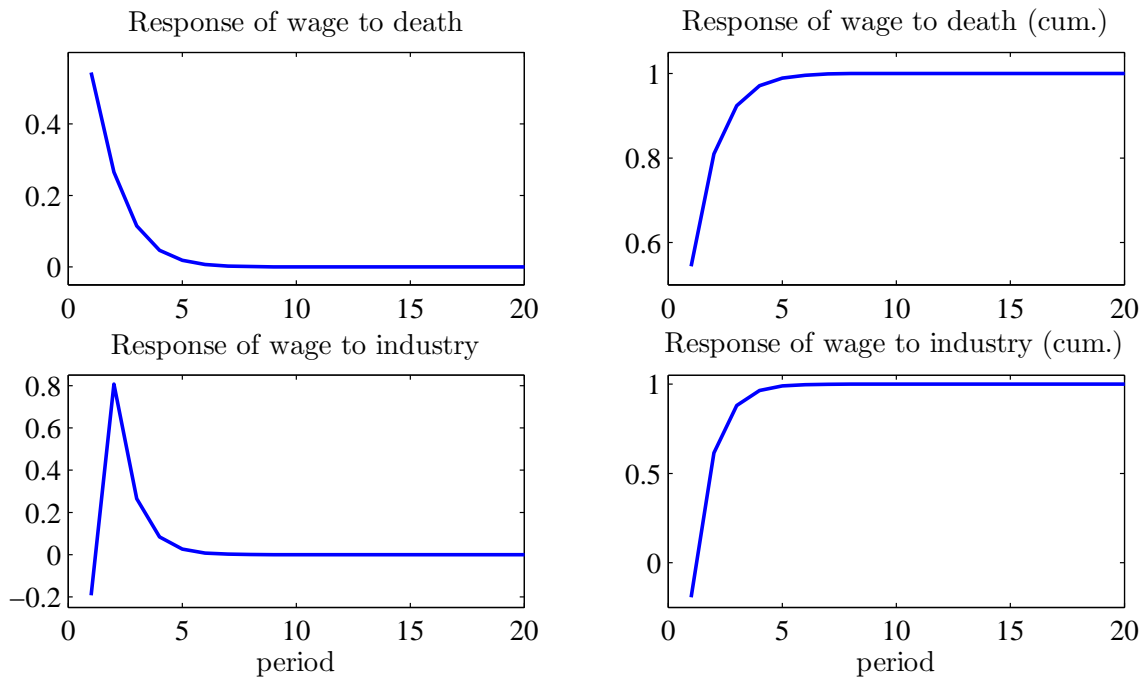 Response of wage to death
0.4
0.2
0
0 5 10 15 20
Response of wage to death (cum.)
1
0.8
0.6
0 5 10 15 20
Response of wage to industry
0.8
0.6
0.4
0.2
0
−0.2
0 5 10 15 20
period
Response of wage to industry (cum.)
1
0.5
0
0 5 10 15 20
period